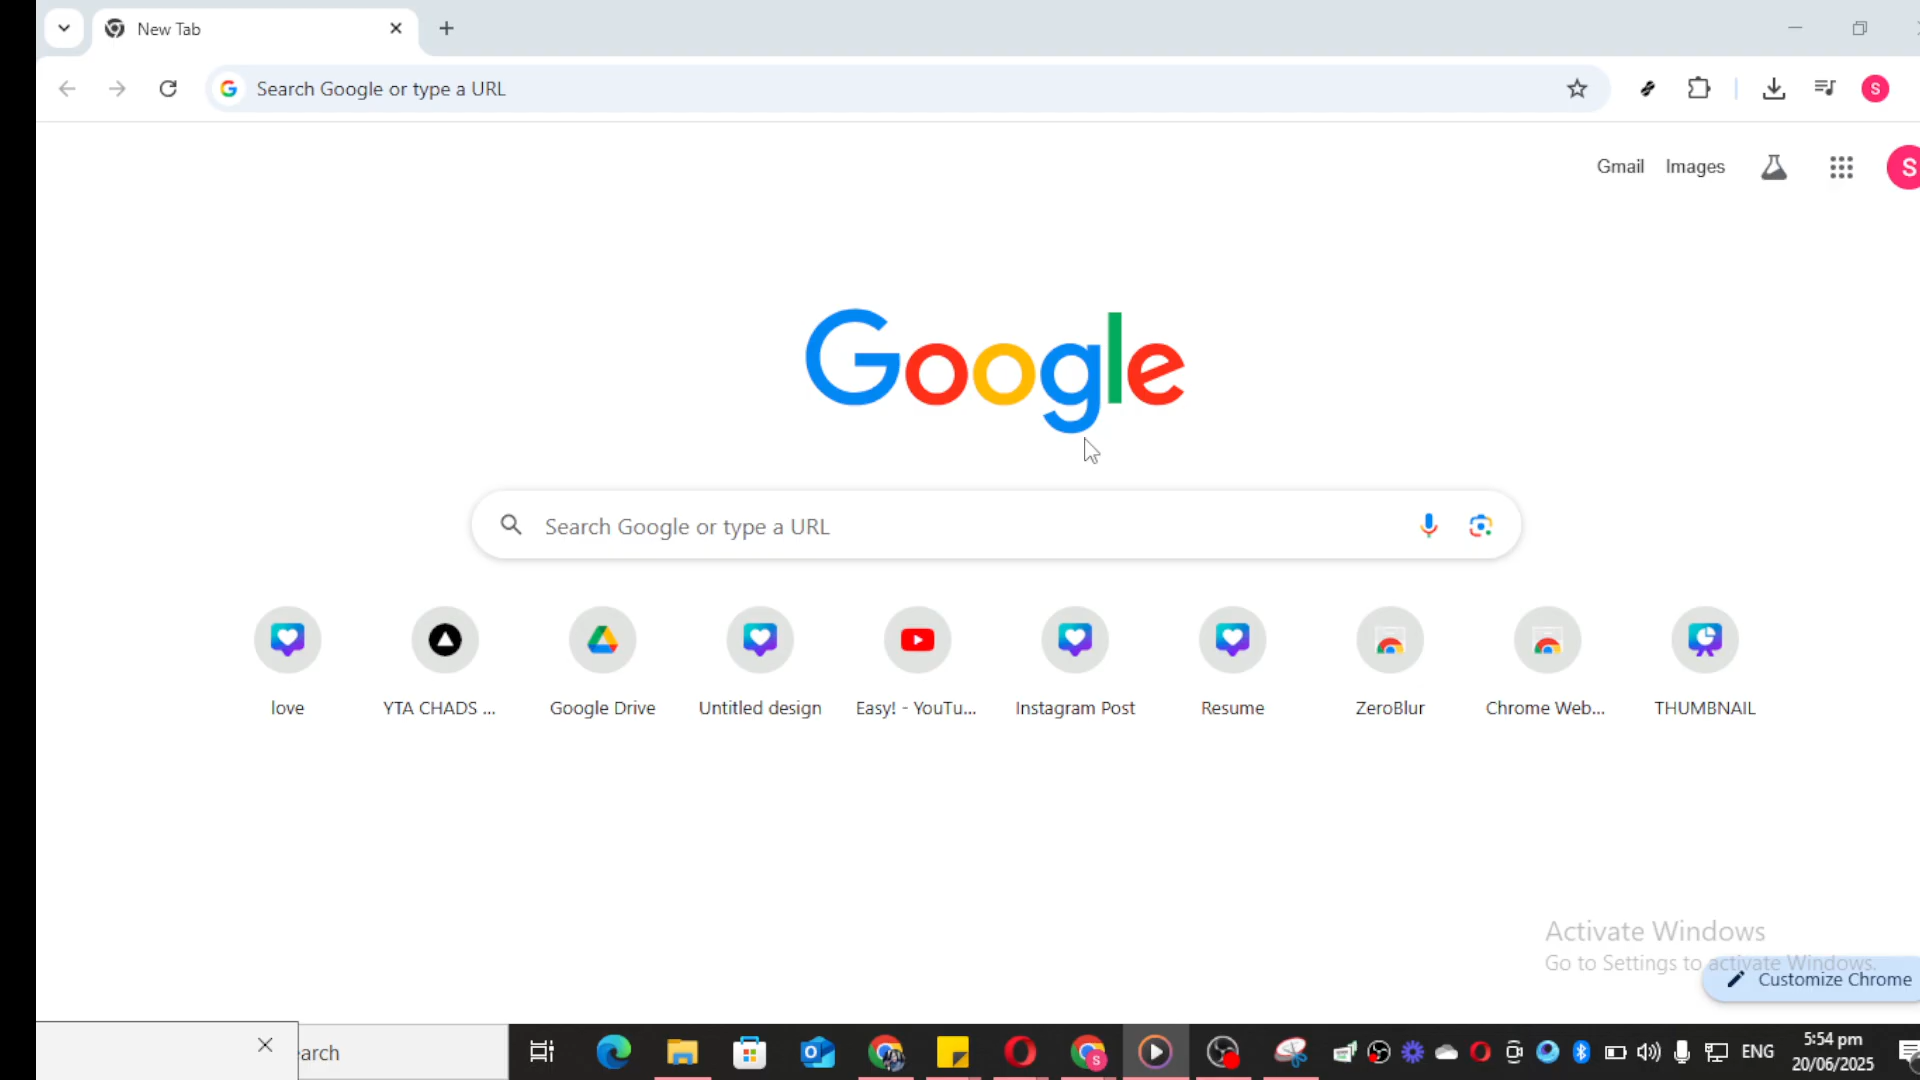 New Tab
Search Google or type a URL
S
Gmail Images
S
Google
Search Google or type a URL
love
YTA CHADS ...
Google Drive
Untitled design
Easy! - YouTu...
Instagram Post
Resume
ZeroBlur
Chrome Web...
THUMBNAIL
Activate Windows
Go to Settings to activate Windows.
Customize Chrome
arch
ENG
5:54 pm
20/06/2025